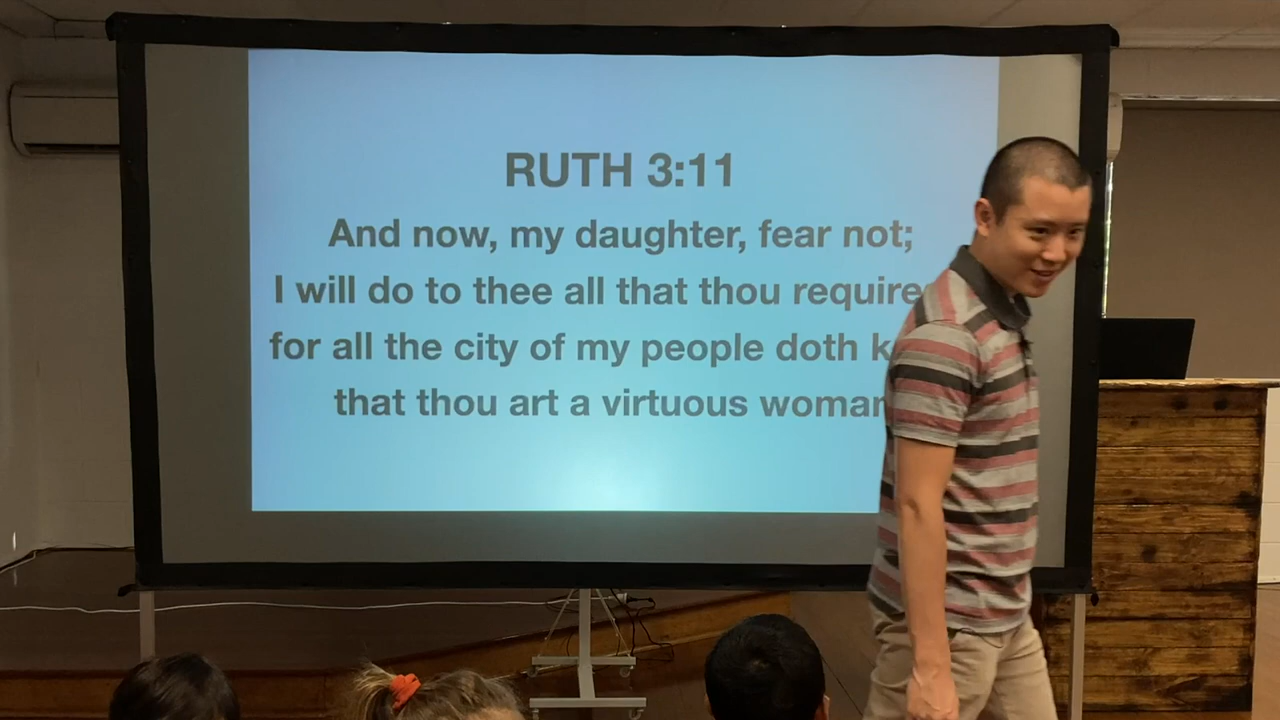 RUTH 3:11
And now, my daughter, fear not;
I will do to thee all that thou
for all the city of my people doth
that thou art a virtuous woman